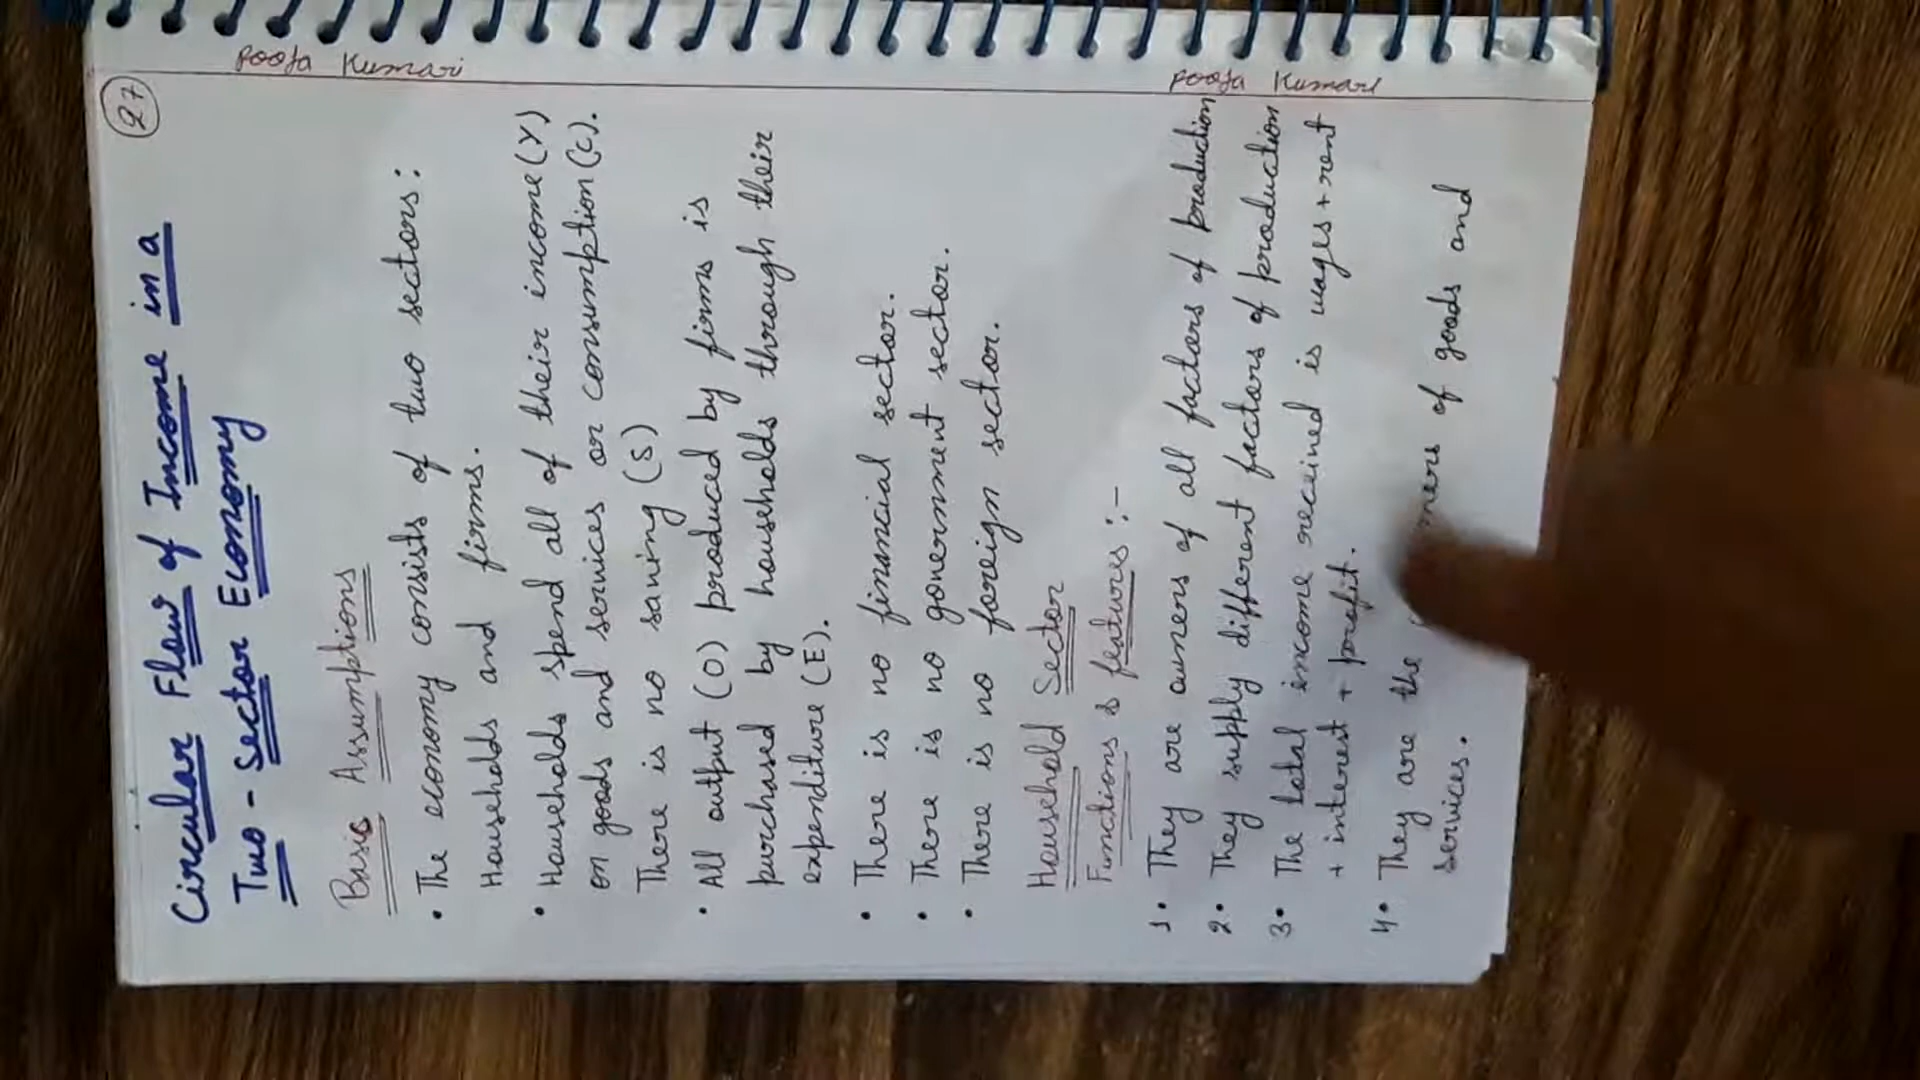 Pooja Kumari
Pooja Kumari
27
Circular Flow of Income in a
Two - Sector Economy
Basic Assumptions
• The economy consists of two sectors:
Households and firms.
• Households spend all of their income (Y)
on goods and services or consumption (C).
There is no saving (S)
• All output (O) produced by firms is
purchased by households through their
expenditure (E).
• There is no financial sector.
• There is no government sector.
• There is no foreign sector.
Household Sector
Functions & features :-
1• They are owners of all factors of production
2• They supply different factors of production
3• The total income received is wages + rent
+ interest + profit.
4• They are the of goods and
services.